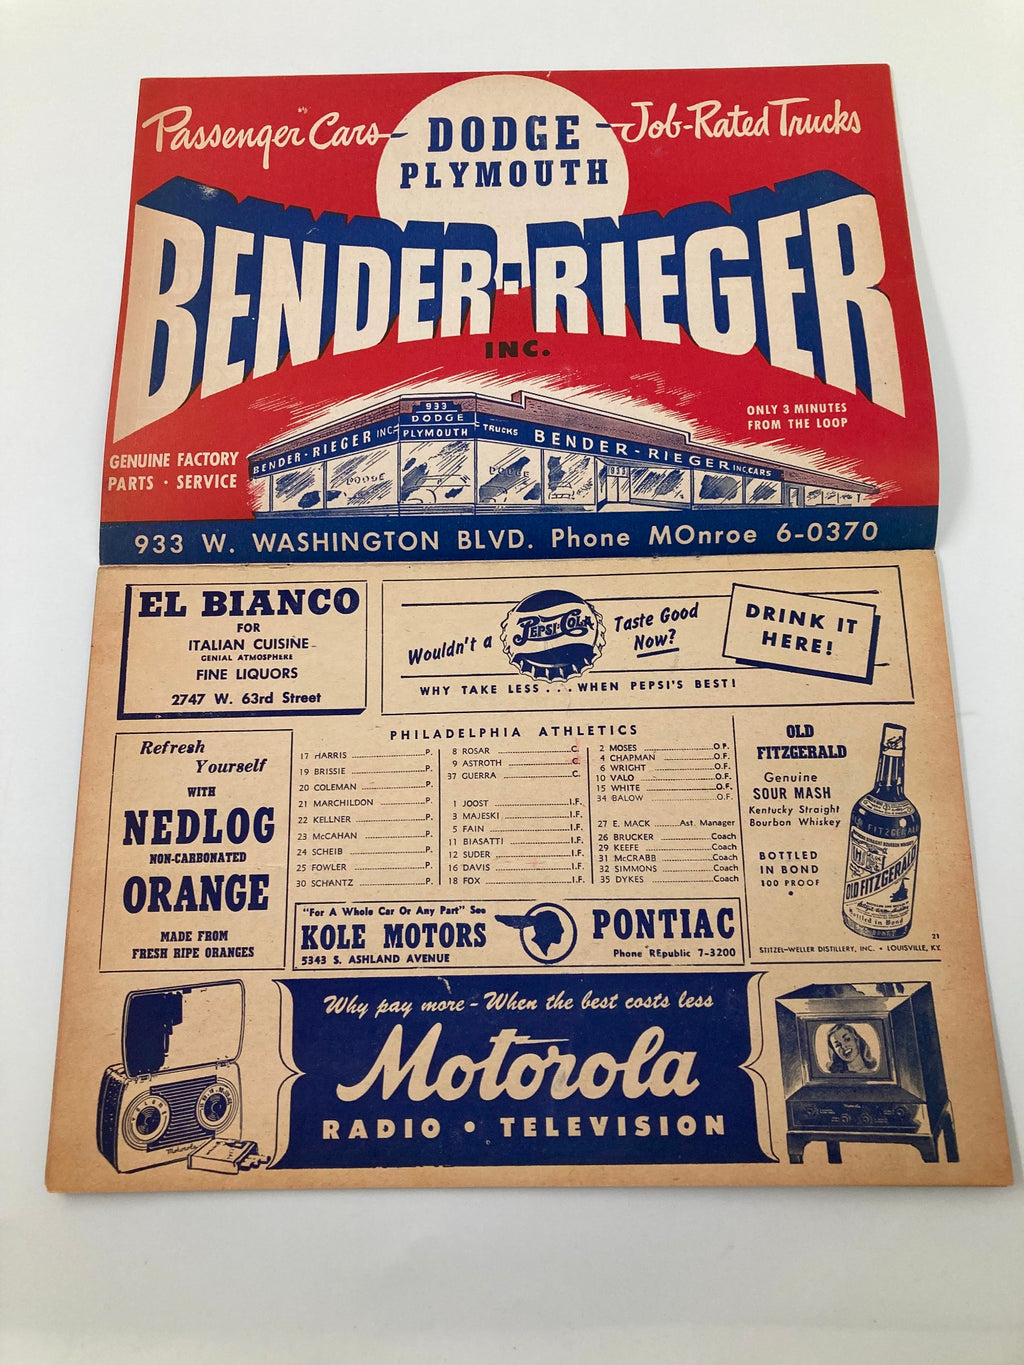 Passenger Cars - DODGE - Job-Rated Trucks
PLYMOUTH
BENDER-RIEGER
INC.
ONLY 3 MINUTES
FROM THE LOOP
933
DODGE
BENDER-RIEGER INC. PLYMOUTH TRUCKS BENDER-RIEGER INC. CARS
DODGE
DODGE
933
GENUINE FACTORY
PARTS · SERVICE
933 W. WASHINGTON BLVD. Phone MOnroe 6-0370
EL BIANCO
FOR
ITALIAN CUISINE
GENIAL ATMOSPHERE
FINE LIQUORS
2747 W. 63rd Street
Wouldn't a PEPSI-COLA Taste Good
Now?
WHY TAKE LESS . . . WHEN PEPSI'S BEST!
DRINK IT
HERE!
Refresh
Yourself
WITH
NEDLOG
NON-CARBONATED
ORANGE
MADE FROM
FRESH RIPE ORANGES
PHILADELPHIA ATHLETICS
17 HARRIS P.
19 BRISSIE P.
20 COLEMAN P.
21 MARCHILDON P.
22 KELLNER P.
23 McCAHAN P.
24 SCHEIB P.
25 FOWLER P.
30 SCHANTZ P.
8 ROSAR C.
9 ASTROTH C.
37 GUERRA C.
1 JOOST I.F.
3 MAJESKI I.F.
5 FAIN I.F.
11 BIASATTI I.F.
12 SUDER I.F.
16 DAVIS I.F.
18 FOX I.F.
2 MOSES O.F.
4 CHAPMAN O.F.
6 WRIGHT O.F.
10 VALO O.F.
15 WHITE O.F.
34 BALOW O.F.
27 E. MACK Ast. Manager
26 BRUCKER Coach
29 KEEFE Coach
31 McCRABB Coach
32 SIMMONS Coach
35 DYKES Coach
OLD
FITZGERALD
Genuine
SOUR MASH
Kentucky Straight
Bourbon Whiskey
BOTTLED
IN BOND
100 PROOF
OLD FITZGERALD
OLD FITZGERALD
Bottled in Bond
21
STITZEL-WELLER DISTILLERY, INC. • LOUISVILLE, KY.
"For A Whole Car Or Any Part" See
KOLE MOTORS
5343 S. ASHLAND AVENUE
PONTIAC
Phone REpublic 7-3200
Why pay more - When the best costs less
Motorola
RADIO • TELEVISION
Motorola